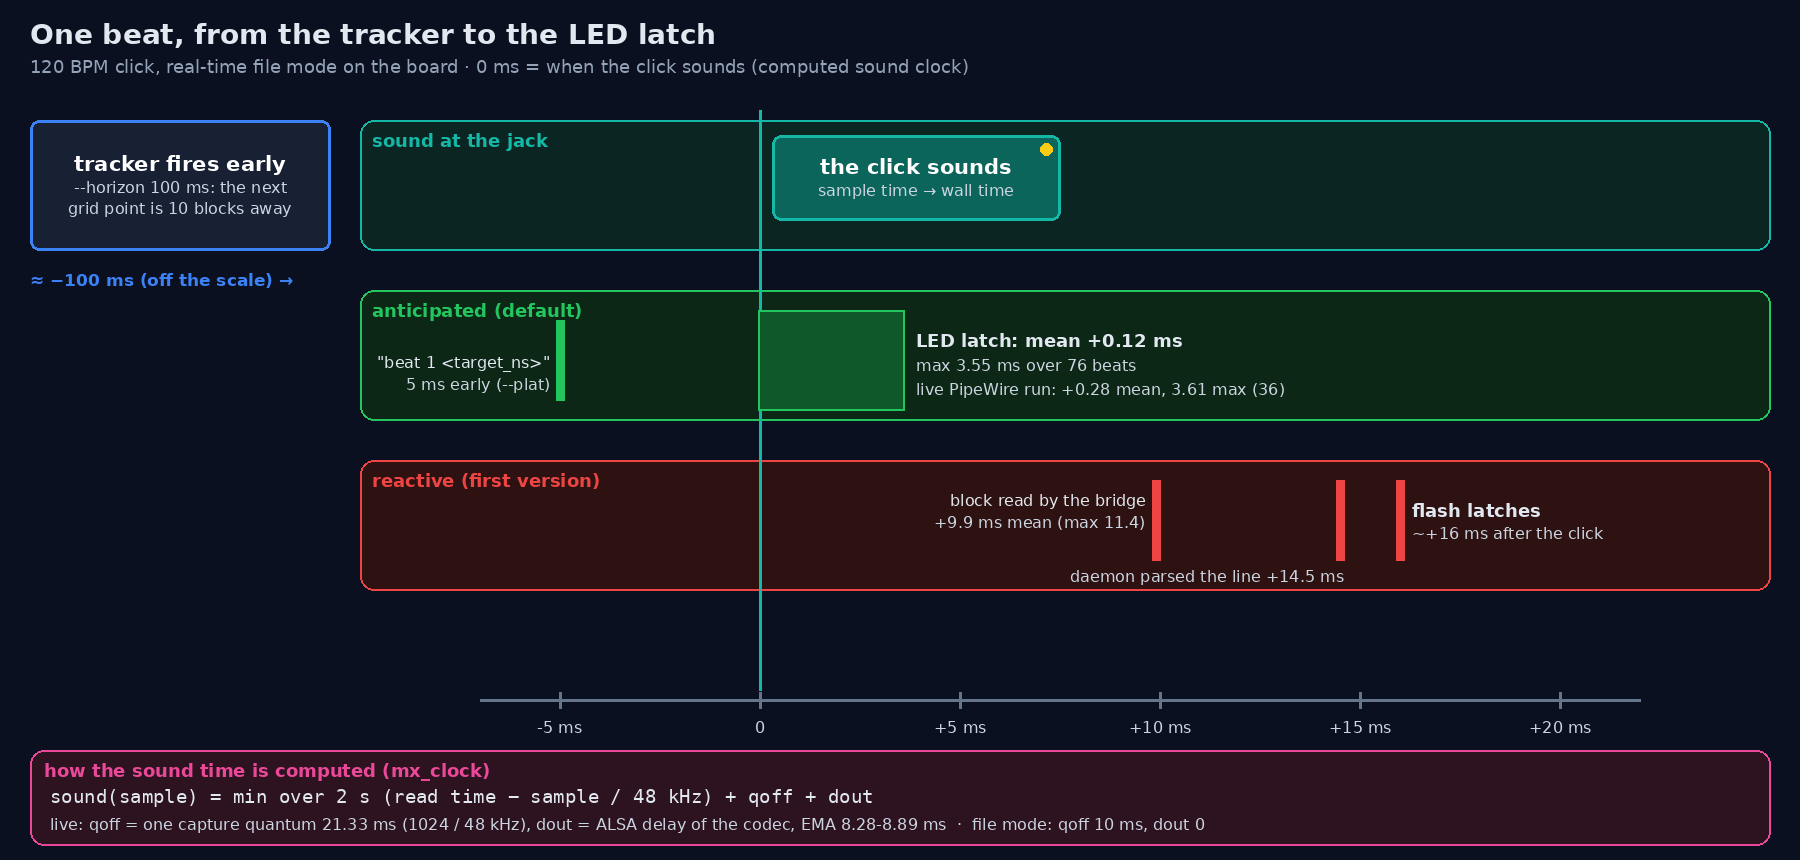 One beat, from the tracker to the LED latch
120 BPM click, real-time file mode on the board · 0 ms = when the click sounds (computed sound clock)
tracker fires early
--horizon 100 ms: the next
grid point is 10 blocks away
≈ −100 ms (off the scale) →
sound at the jack
the click sounds
sample time → wall time
anticipated (default)
"beat 1 <target_ns>"
5 ms early (--plat)
LED latch: mean +0.12 ms
max 3.55 ms over 76 beats
live PipeWire run: +0.28 mean, 3.61 max (36)
reactive (first version)
block read by the bridge
+9.9 ms mean (max 11.4)
daemon parsed the line +14.5 ms
flash latches
~+16 ms after the click
-5 ms
0
+5 ms
+10 ms
+15 ms
+20 ms
how the sound time is computed (mx_clock)
sound(sample) = min over 2 s (read time − sample / 48 kHz) + qoff + dout
live: qoff = one capture quantum 21.33 ms (1024 / 48 kHz), dout = ALSA delay of the codec, EMA 8.28-8.89 ms · file mode: qoff 10 ms, dout 0